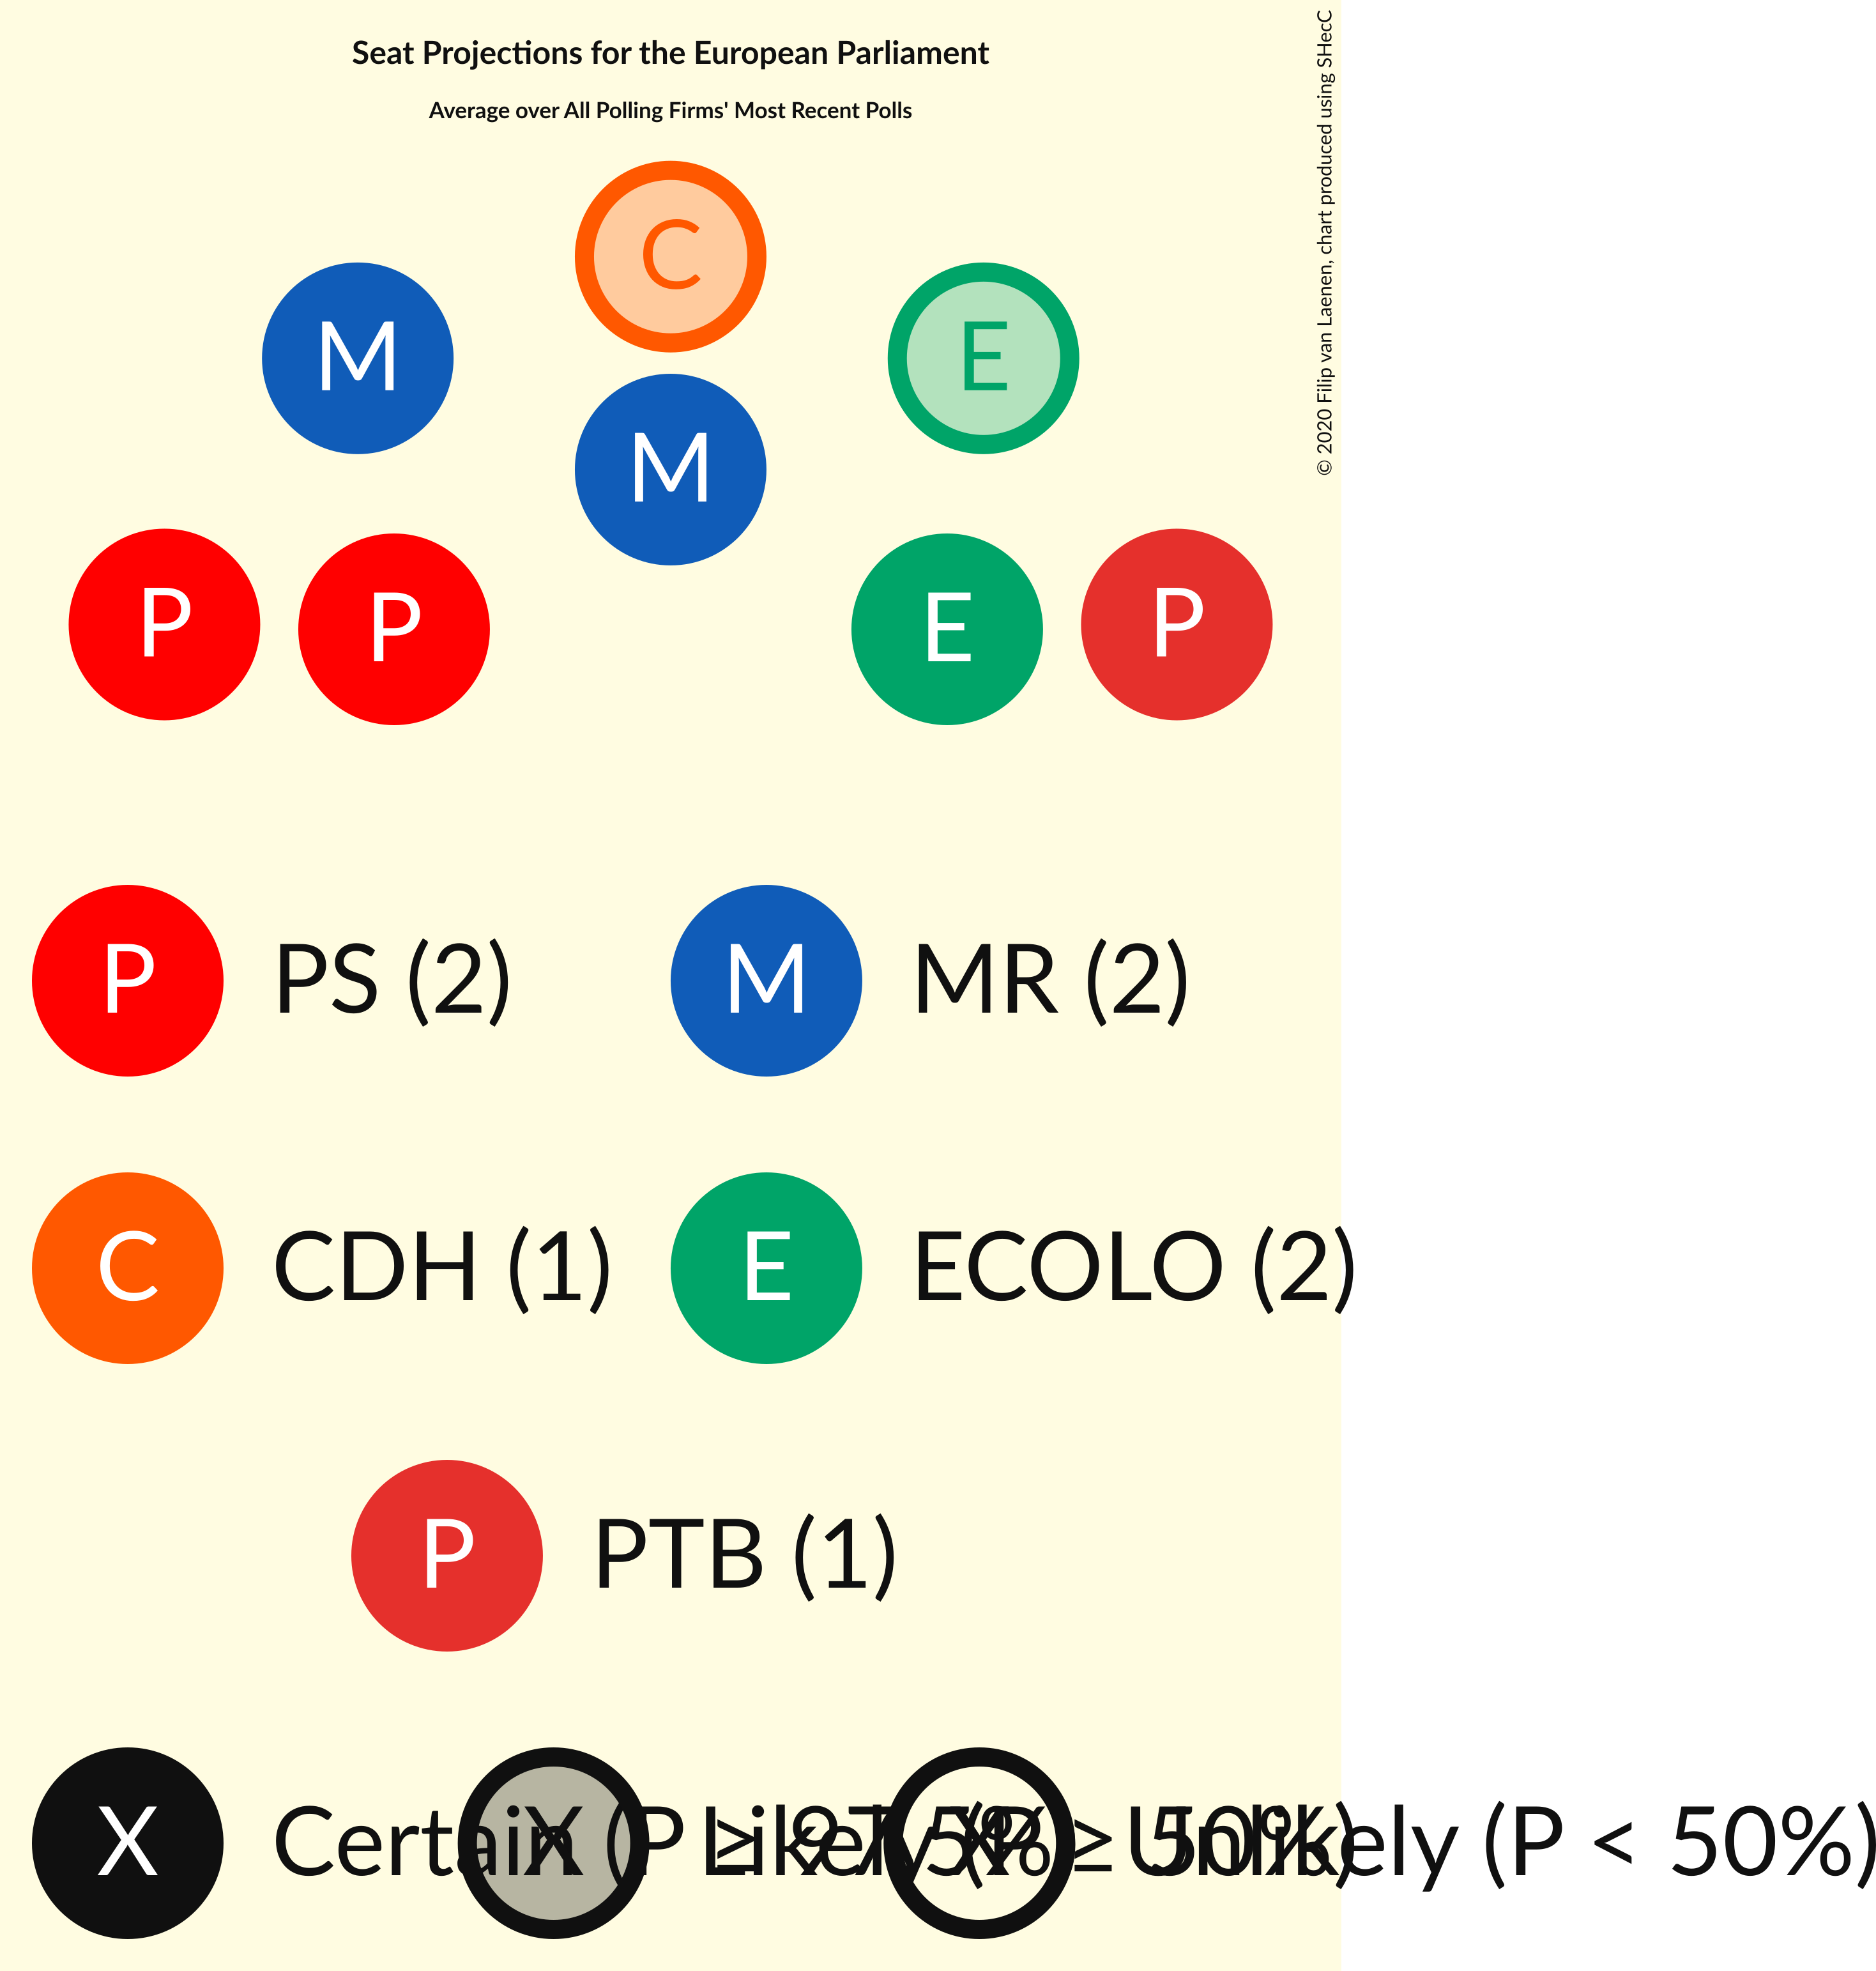 Seat Projections for the European Parliament
Average over All Polling Firms' Most Recent Polls
© 2020 Filip van Laenen, chart produced using SHecC
C
M
E
M
P
P
E
P
P PS (2)
M MR (2)
C CDH (1)
E ECOLO (2)
P PTB (1)
X Certain (P ≥ 97.5%)
X Likely (P ≥ 50%)
X Unlikely (P < 50%)